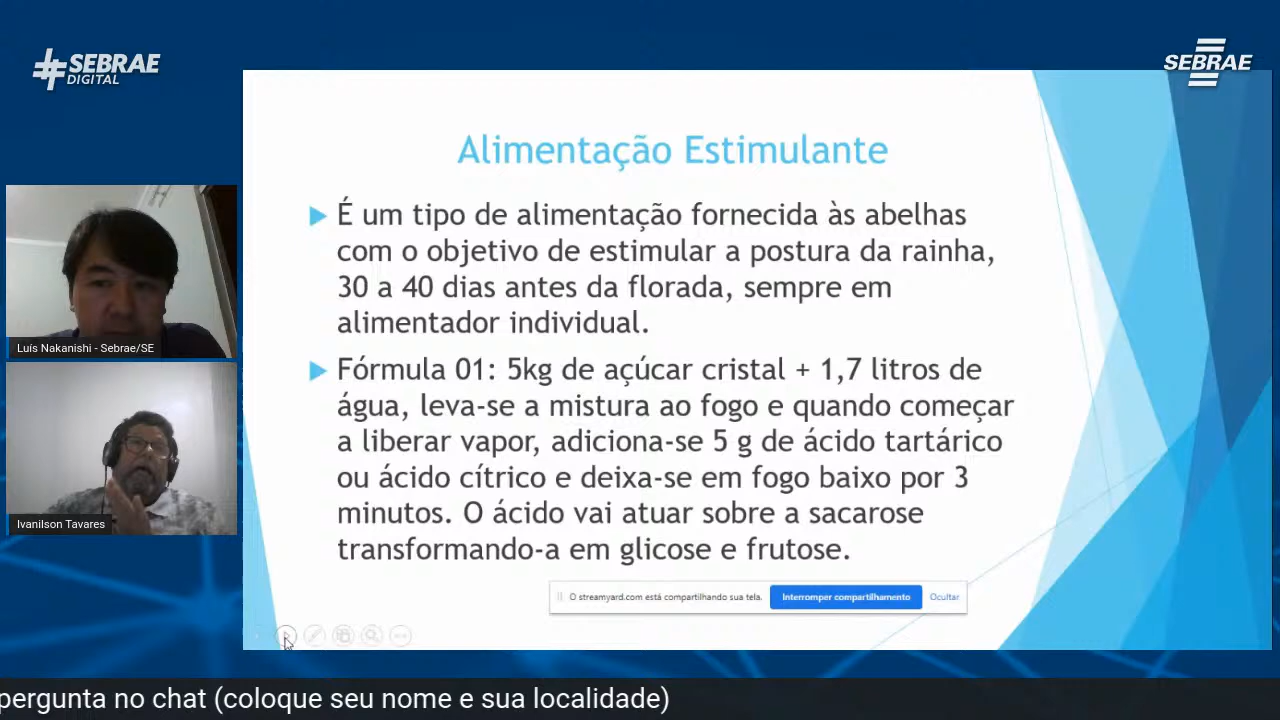 #SEBRAE
DIGITAL
SEBRAE
Alimentação Estimulante
É um tipo de alimentação fornecida às abelhas
com o objetivo de estimular a postura da rainha,
30 a 40 dias antes da florada, sempre em
alimentador individual.
Fórmula 01: 5kg de açúcar cristal + 1,7 litros de
água, leva-se a mistura ao fogo e quando começar
a liberar vapor, adiciona-se 5 g de ácido tartárico
ou ácido cítrico e deixa-se em fogo baixo por 3
minutos. O ácido vai atuar sobre a sacarose
transformando-a em glicose e frutose.
Luís Nakanishi - Sebrae/SE
Ivanilson Tavares
O streamyard.com está compartilhando sua tela.
Interromper compartilhamento
Ocultar
pergunta no chat (coloque seu nome e sua localidade)